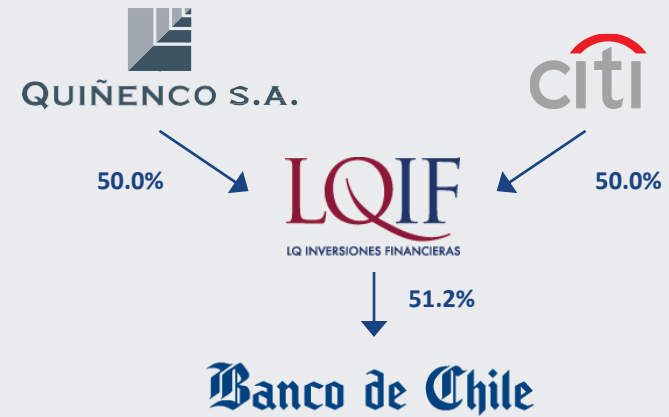 QUIÑENCO S.A.
citi
50.0%
50.0%
LQIF
LQ INVERSIONES FINANCIERAS
51.2%
Banco de Chile